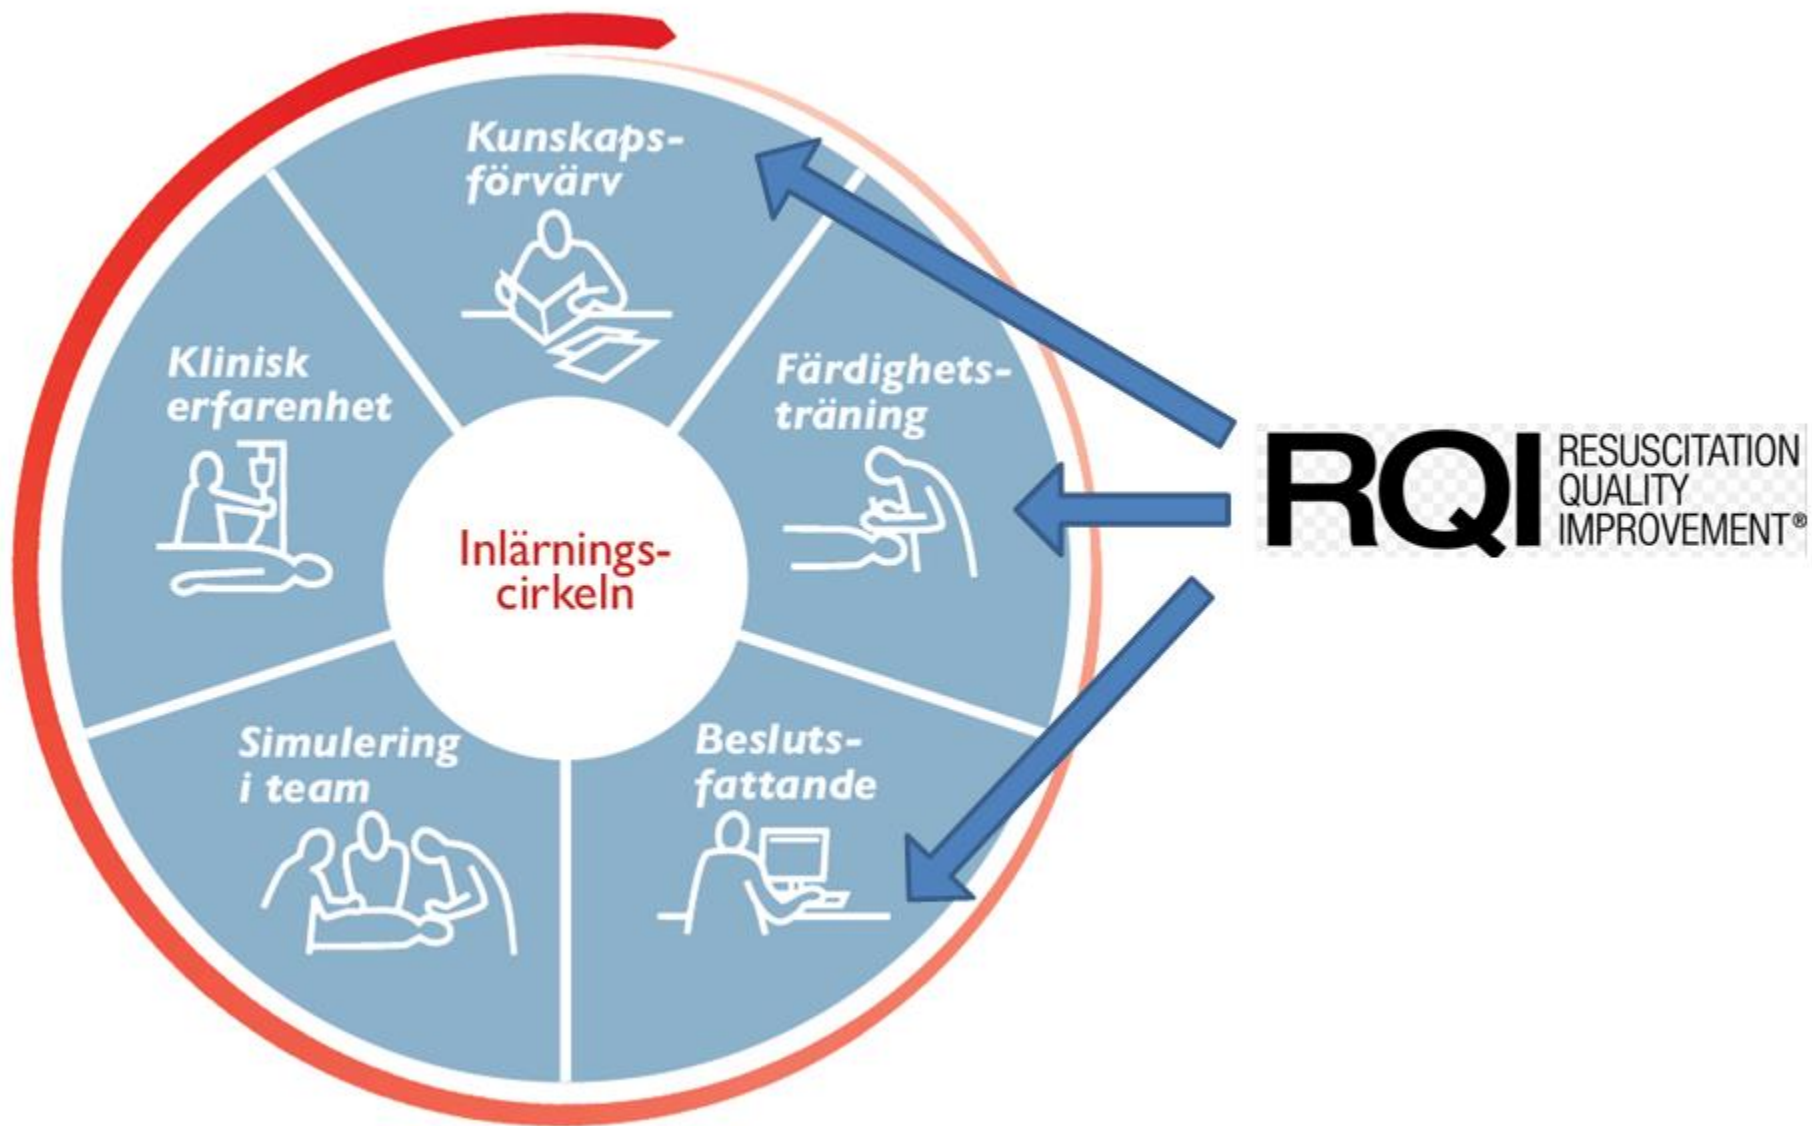 Kunskaps-
förvärv
Färdighets-
träning
Besluts-
fattande
Simulering
i team
Klinisk
erfarenhet
Inlärnings-
cirkeln
RQI
RESUSCITATION
QUALITY
IMPROVEMENT®